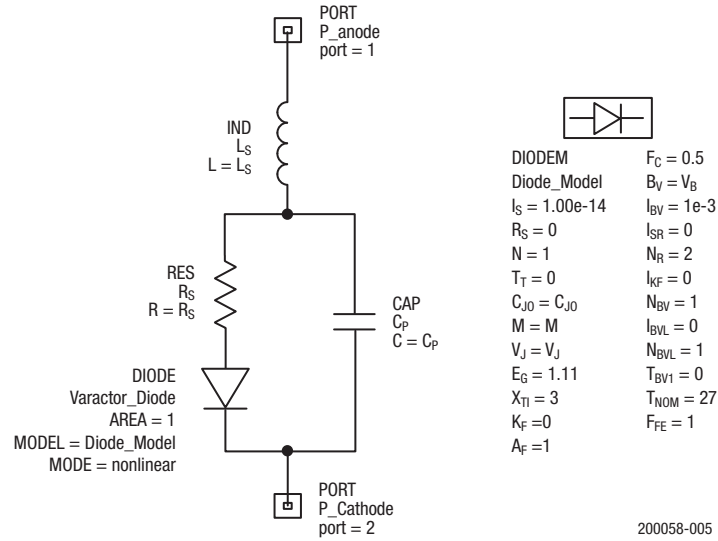 PORT
P_anode
port = 1
IND
LS
L = LS
RES
RS
R = RS
CAP
CP
C = CP
DIODE
Varactor_Diode
AREA = 1
MODEL = Diode_Model
MODE = nonlinear
PORT
P_Cathode
port = 2
DIODEM
Diode_Model
IS = 1.00e-14
RS = 0
N = 1
TT = 0
CJ0 = CJ0
M = M
VJ = VJ
EG = 1.11
XTI = 3
KF =0
AF =1
FC = 0.5
BV = VB
IBV = 1e-3
ISR = 0
NR = 2
IKF = 0
NBV = 1
IBVL = 0
NBVL = 1
TBV1 = 0
TNOM = 27
FFE = 1
200058-005